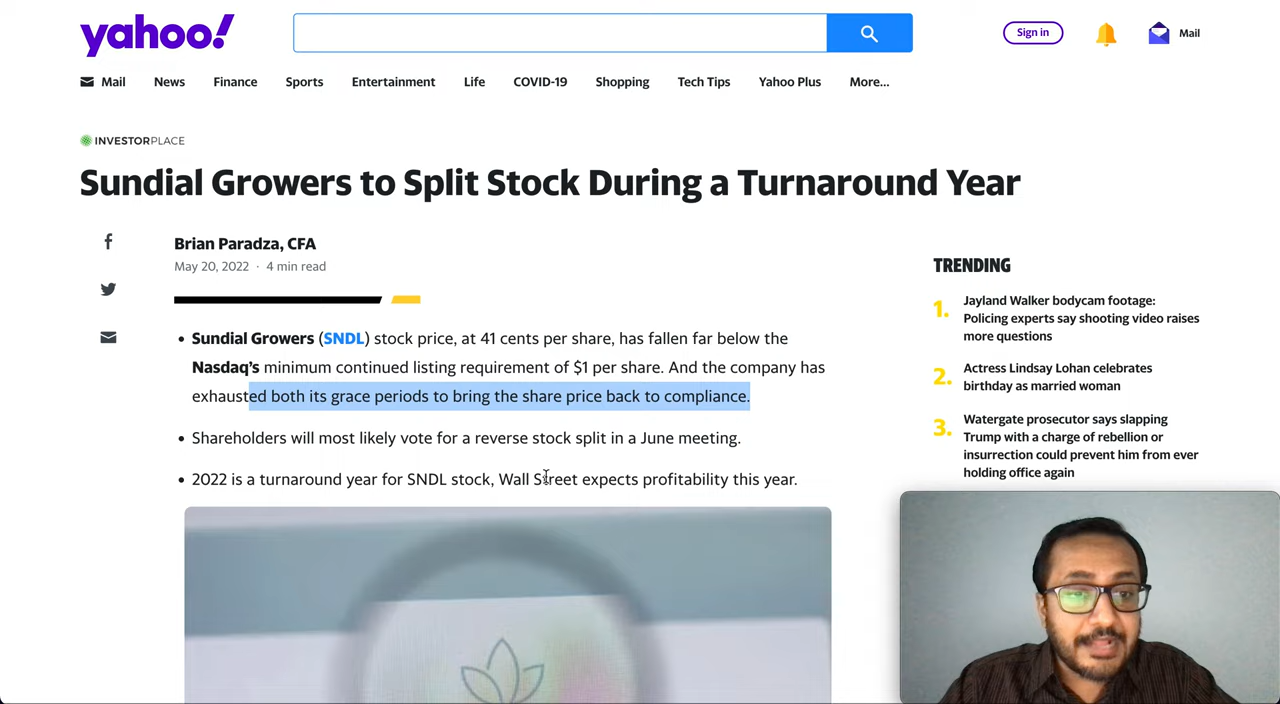 yahoo!
Sign in
Mail
Mail News Finance Sports Entertainment Life COVID-19 Shopping Tech Tips Yahoo Plus More...
INVESTORPLACE
Sundial Growers to Split Stock During a Turnaround Year
Brian Paradza, CFA
May 20, 2022 · 4 min read
• Sundial Growers (SNDL) stock price, at 41 cents per share, has fallen far below the
Nasdaq's minimum continued listing requirement of $1 per share. And the company has
exhausted both its grace periods to bring the share price back to compliance.
• Shareholders will most likely vote for a reverse stock split in a June meeting.
• 2022 is a turnaround year for SNDL stock, Wall Street expects profitability this year.
TRENDING
1. Jayland Walker bodycam footage:
Policing experts say shooting video raises
more questions
2. Actress Lindsay Lohan celebrates
birthday as married woman
3. Watergate prosecutor says slapping
Trump with a charge of rebellion or
insurrection could prevent him from ever
holding office again